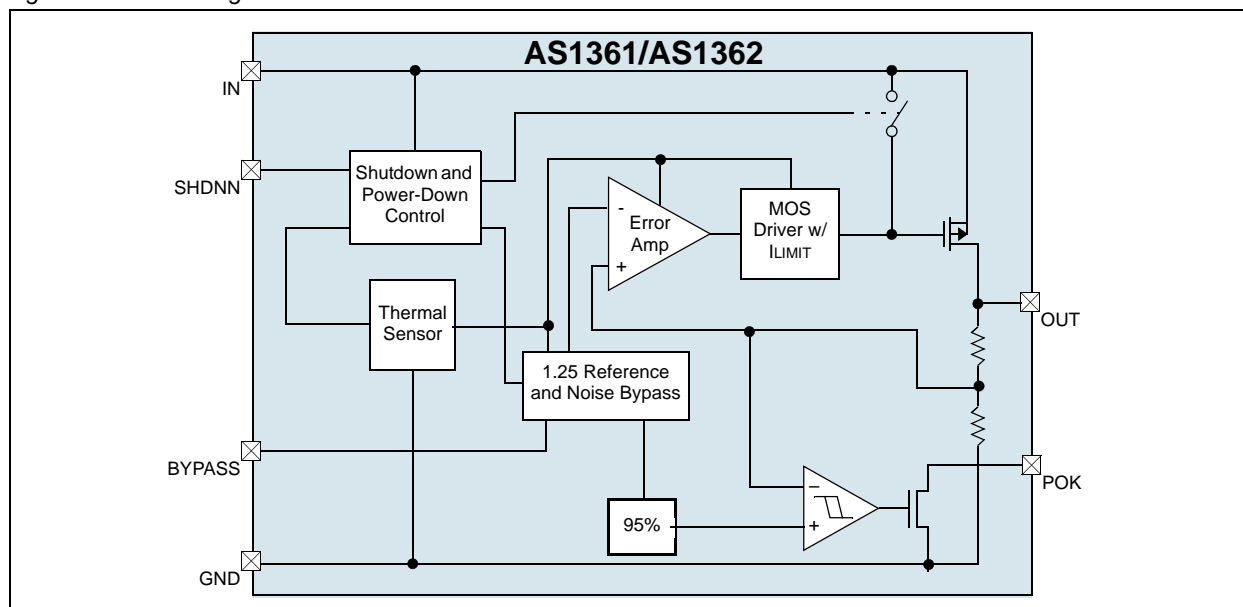 AS1361/AS1362
IN
SHDNN
Shutdown and
Power-Down
Control
-
Error
Amp
+
MOS
Driver w/
ILIMIT
Thermal
Sensor
OUT
1.25 Reference
and Noise Bypass
BYPASS
POK
–
+
95%
GND